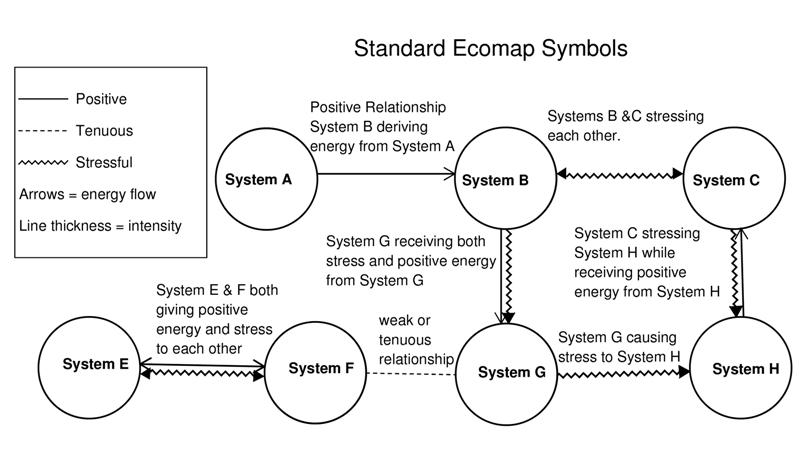 Standard Ecomap Symbols
Positive
Tenuous
Stressful
Arrows = energy flow
Line thickness = intensity
Positive Relationship
System B deriving
energy from System A
Systems B &C stressing
each other.
System A
System B
System C
System G receiving both
stress and positive energy
from System G
System C stressing
System H while
receiving positive
energy from System H
System E & F both
giving positive
energy and stress
to each other
weak or
tenuous
relationship
System G causing
stress to System H
System E
System F
System G
System H